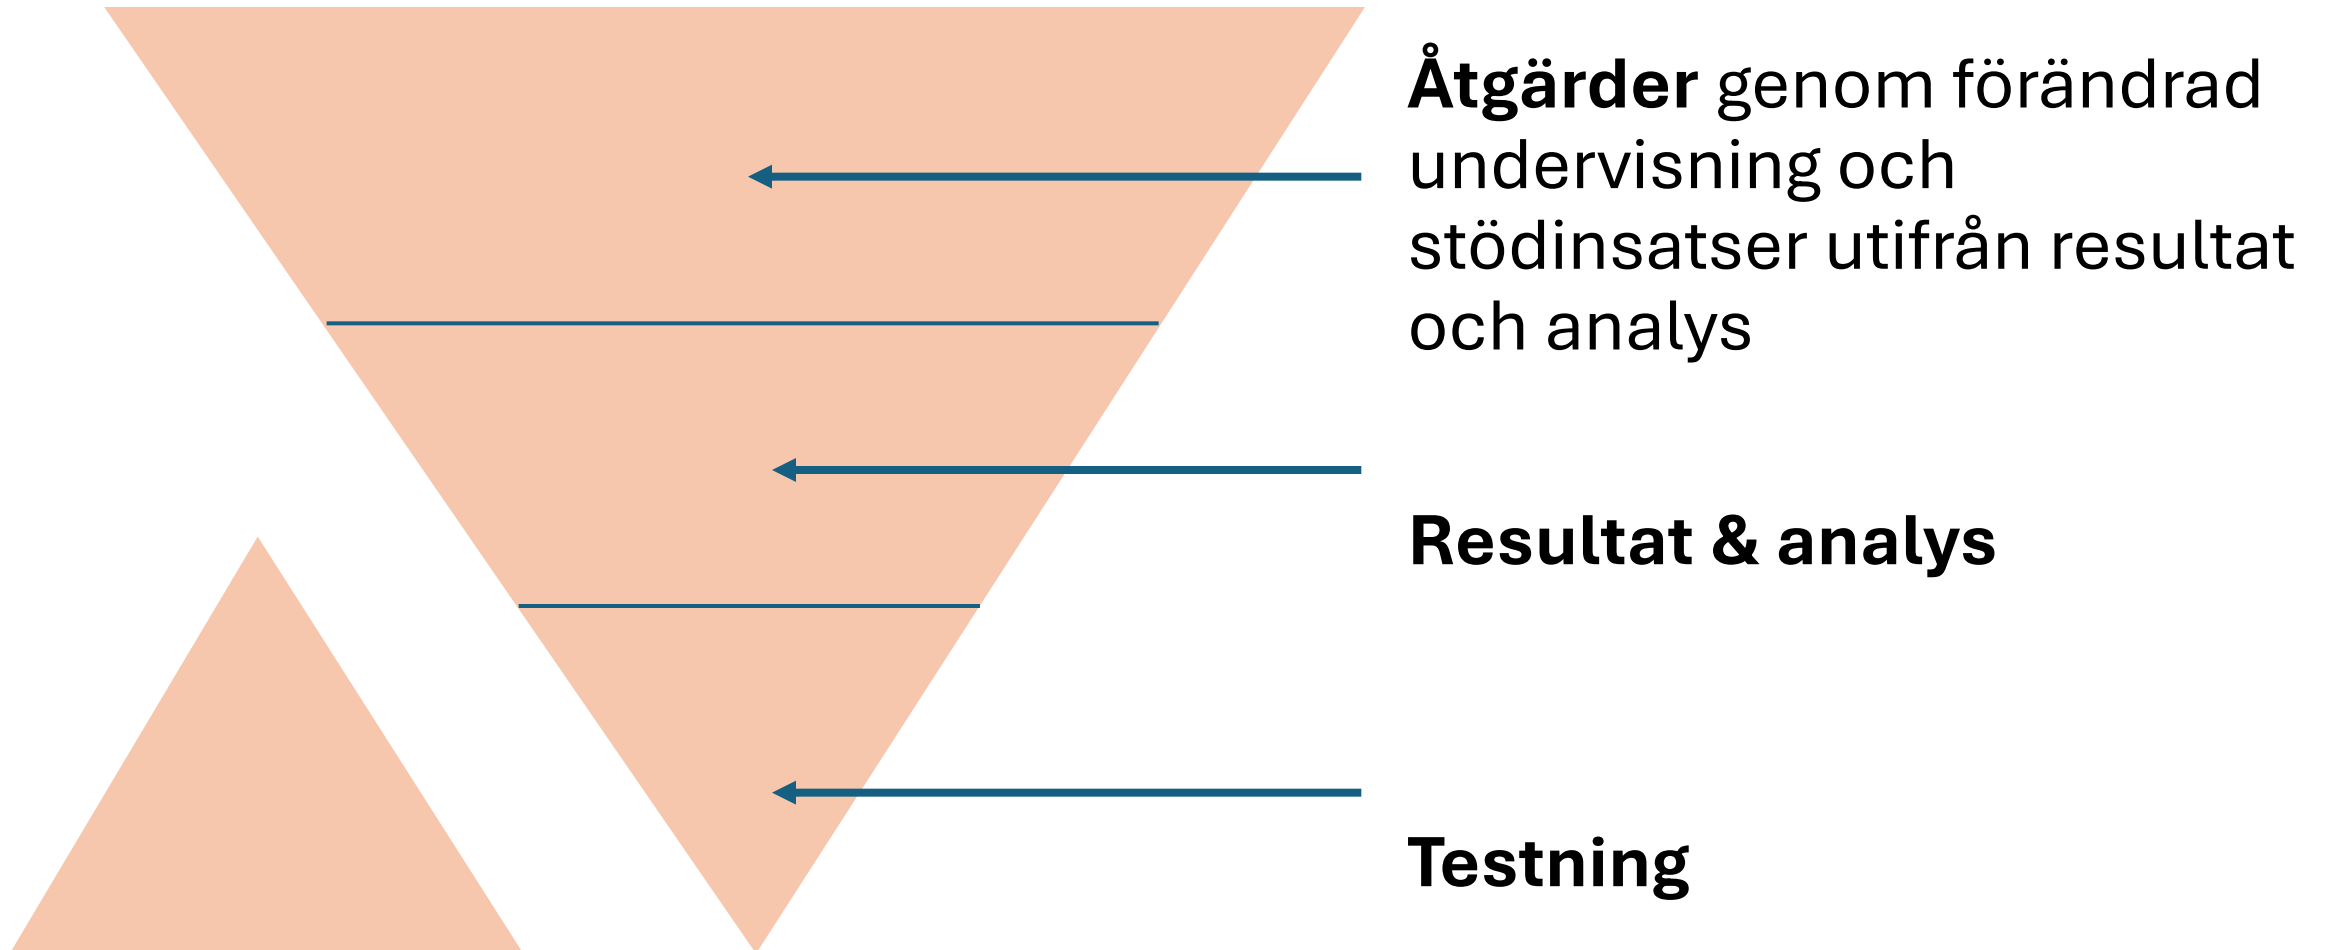 Åtgärder genom förändrad
undervisning och
stödinsatser utifrån resultat
och analys
Resultat & analys
Testning